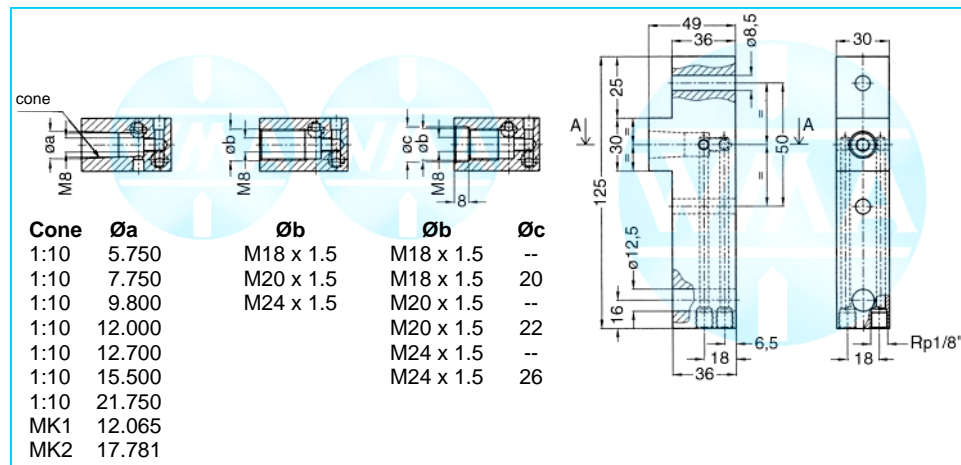 cone
øa
M8
øb
M8
øc
øb
M8
8
Cone Øa
1:10 5.750
1:10 7.750
1:10 9.800
1:10 12.000
1:10 12.700
1:10 15.500
1:10 21.750
MK1 12.065
MK2 17.781
Øb
M18 x 1.5
M20 x 1.5
M24 x 1.5
Øb Øc
M18 x 1.5 --
M18 x 1.5 20
M20 x 1.5 --
M20 x 1.5 22
M24 x 1.5 --
M24 x 1.5 26
49
36
ø8,5
25
A
A
=
=
30
=
=
50
125
ø12,5
16
6,5
18
36
30
Rp1/8"
18